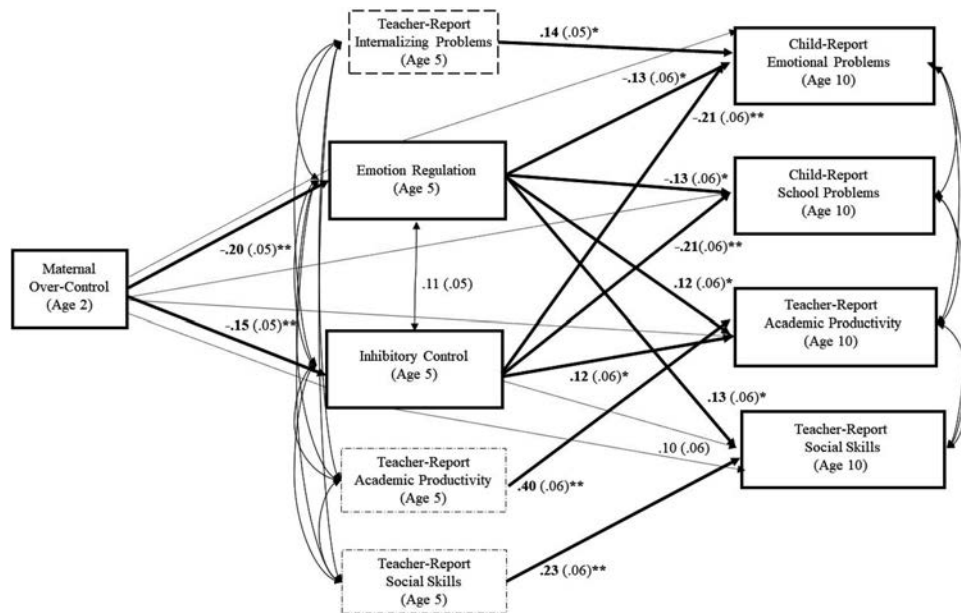 Teacher-Report
Internalizing Problems
(Age 5)
.14 (.05)*
Child-Report
Emotional Problems
(Age 10)
-.13 (.06)*
-.21 (.06)**
Emotion Regulation
(Age 5)
-.13 (.06)*
Child-Report
School Problems
(Age 10)
-.20 (.05)**
-.21(.06)**
Maternal
Over-Control
(Age 2)
.11 (.05)
.12 (.06)*
Teacher-Report
Academic Productivity
(Age 10)
-.15 (.05)**
Inhibitory Control
(Age 5)
.12 (.06)*
.13 (.06)*
Teacher-Report
Social Skills
(Age 10)
.10 (.06)
Teacher-Report
Academic Productivity
(Age 5)
.40 (.06)**
Teacher-Report
Social Skills
(Age 5)
.23 (.06)**